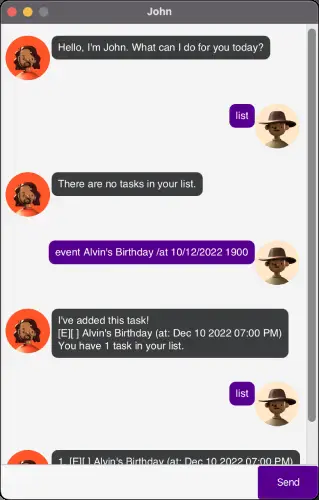 John
Hello, I'm John. What can I do for you today?
list
There are no tasks in your list.
event Alvin's Birthday /at 10/12/2022 1900
I've added this task!
[E][ ] Alvin's Birthday (at: Dec 10 2022 07:00 PM)
You have 1 task in your list.
list
1. [E][ ] Alvin's Birthday (at: Dec 10 2022 07:00 PM)
Send